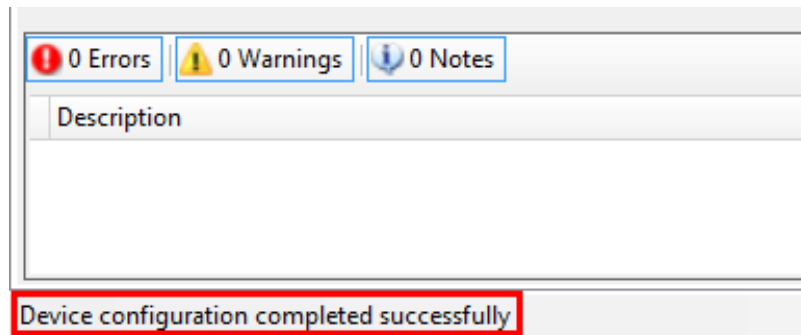 0 Errors 0 Warnings 0 Notes
Description
Device configuration completed successfully